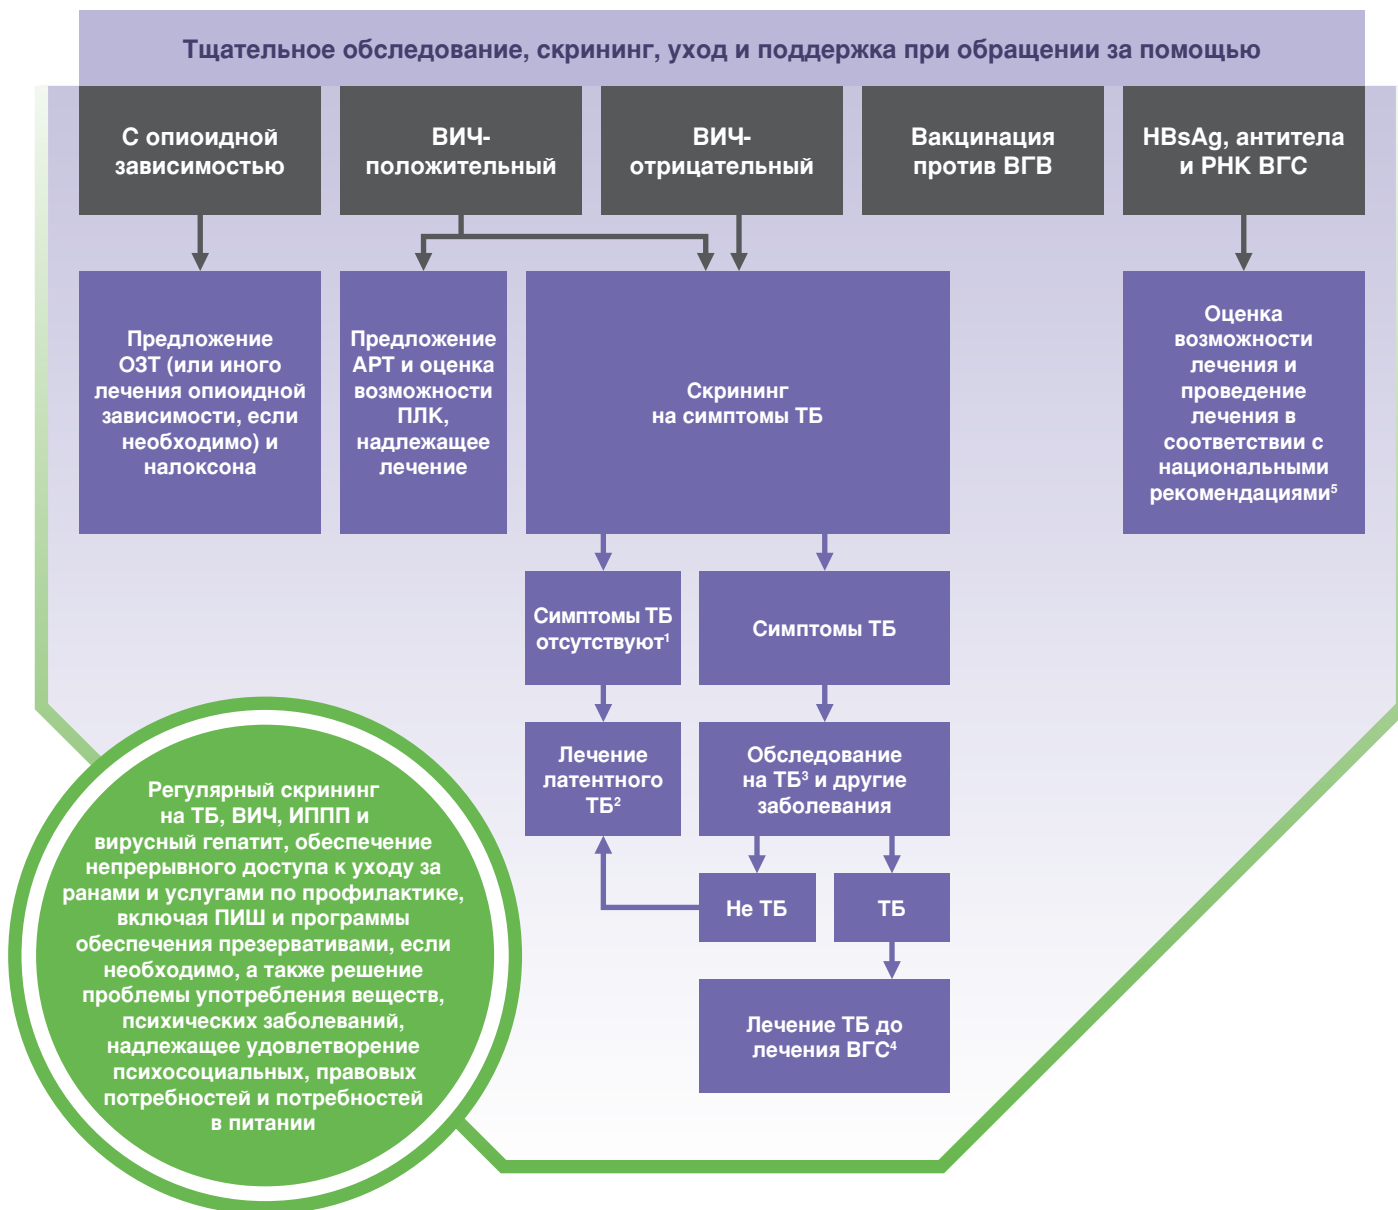 Тщательное обследование, скрининг, уход и поддержка при обращении за помощью
С опиоидной
зависимостью
ВИЧ-
положительный
ВИЧ-
отрицательный
Вакцинация
против ВГВ
HBsAg, антитела
и РНК ВГС
Предложение
ОЗТ (или иного
лечения опиоидной
зависимости, если
необходимо) и
налоксона
Предложение
АРТ и оценка
возможности
ПЛК,
надлежащее
лечение
Скрининг
на симптомы ТБ
Оценка
возможности
лечения и
проведение
лечения в
соответствии с
национальными
рекомендациями⁵
Симптомы ТБ
отсутствуют¹
Симптомы ТБ
Лечение
латентного
ТБ²
Обследование
на ТБ³ и другие
заболевания
Не ТБ
ТБ
Лечение ТБ до
лечения ВГС⁴
Регулярный скрининг
на ТБ, ВИЧ, ИППП и
вирусный гепатит, обеспечение
непрерывного доступа к уходу за
ранами и услугами по профилактике,
включая ПИШ и программы
обеспечения презервативами, если
необходимо, а также решение
проблемы употребления веществ,
психических заболеваний,
надлежащее удовлетворение
психосоциальных, правовых
потребностей и потребностей
в питании